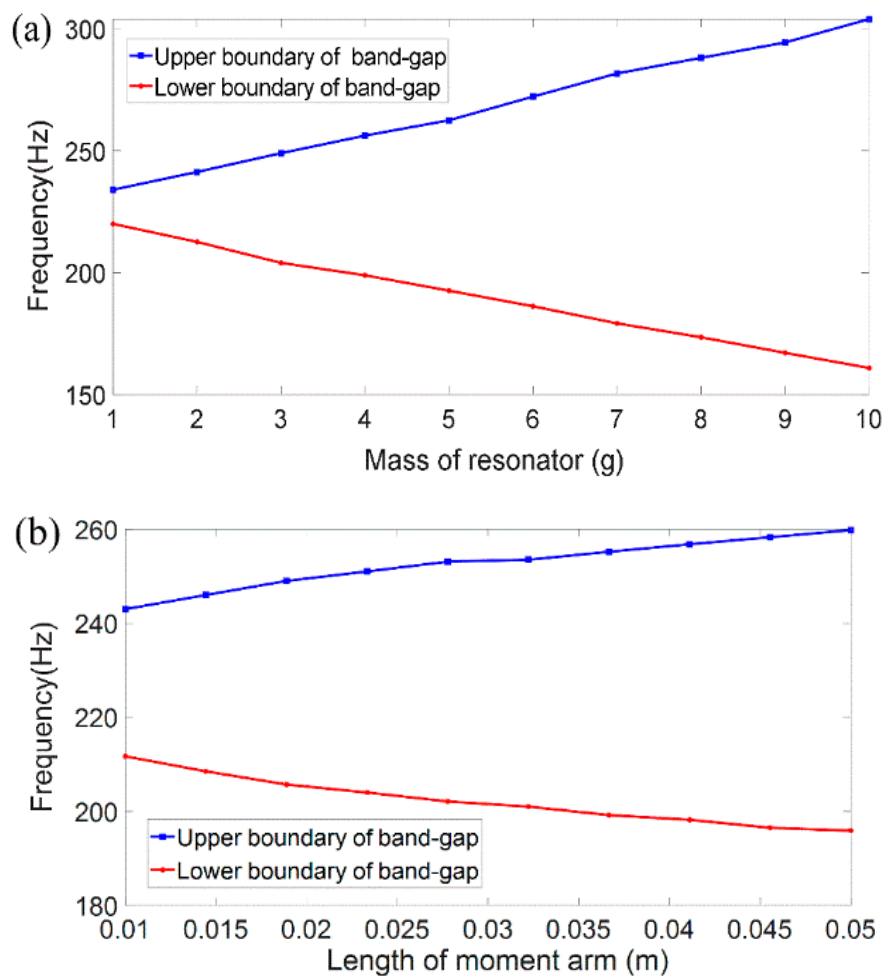 (a)
300
250
200
150
Frequency(Hz)
Upper boundary of band-gap
Lower boundary of band-gap
1 2 3 4 5 6 7 8 9 10
Mass of resonator (g)
(b)
260
240
220
200
180
Frequency(Hz)
Upper boundary of band-gap
Lower boundary of band-gap
0.01 0.015 0.02 0.025 0.03 0.035 0.04 0.045 0.05
Length of moment arm (m)